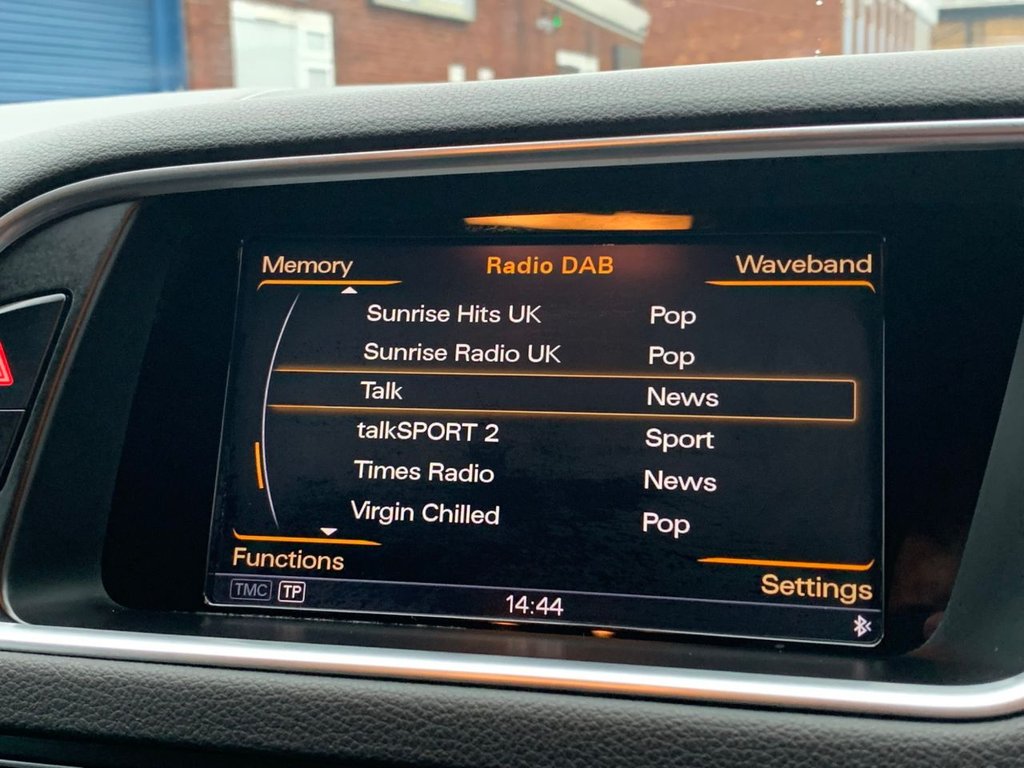 Memory Radio DAB Waveband
Sunrise Hits UK Pop
Sunrise Radio UK Pop
Talk News
talkSPORT 2 Sport
Times Radio News
Virgin Chilled Pop
Functions Settings
TMC TP 14:44